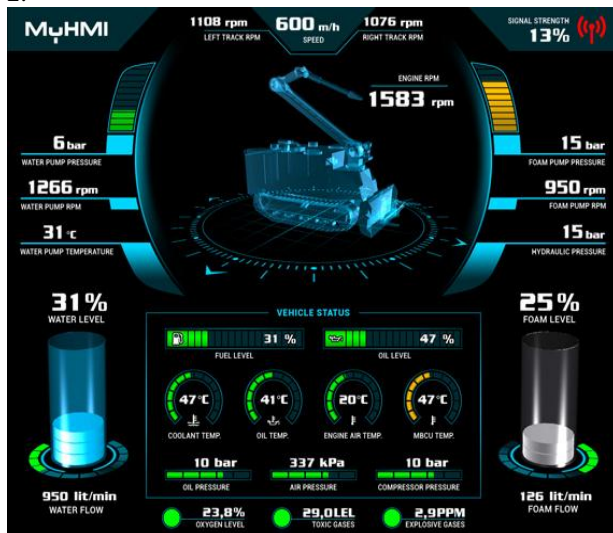 MyHMI
1108 rpm
LEFT TRACK RPM
600 m/h
SPEED
1076 rpm
RIGHT TRACK RPM
SIGNAL STRENGTH
13%
ENGINE RPM
1583 rpm
6 bar
WATER PUMP PRESSURE
1266 rpm
WATER PUMP RPM
31 °C
WATER PUMP TEMPERATURE
15 bar
FOAM PUMP PRESSURE
950 rpm
FOAM PUMP RPM
15 bar
HYDRAULIC PRESSURE
31%
WATER LEVEL
950 lit/min
WATER FLOW
VEHICLE STATUS
31 %
FUEL LEVEL
47 %
OIL LEVEL
47°C
COOLANT TEMP.
41°C
OIL TEMP.
20°C
ENGINE AIR TEMP.
47°C
MBCU TEMP.
10 bar
OIL PRESSURE
337 kPa
AIR PRESSURE
10 bar
COMPRESSOR PRESSURE
23,8%
OXYGEN LEVEL
29,0LEL
TOXIC GASES
2,9PPM
EXPLOSIVE GASES
25%
FOAM LEVEL
126 lit/min
FOAM FLOW